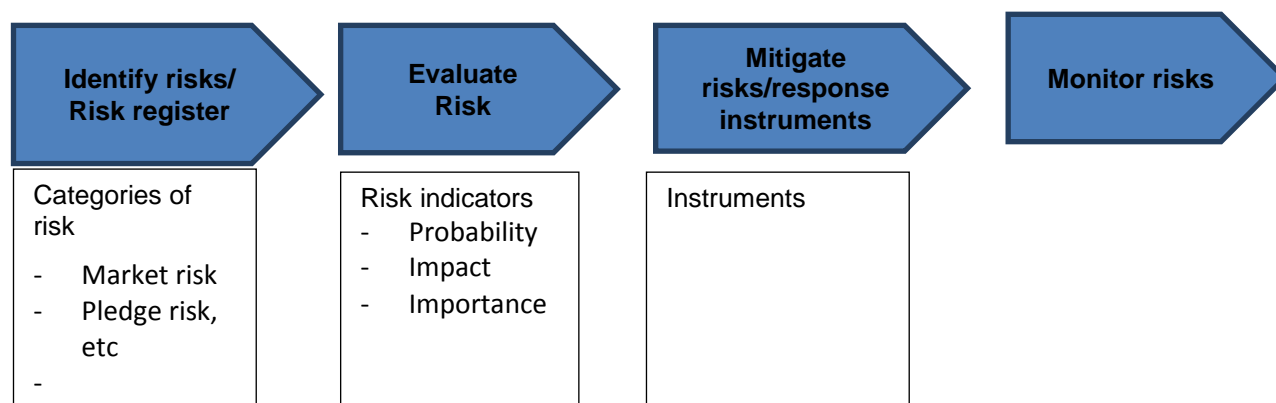 Identify risks/
Risk register
Evaluate
Risk
Mitigate
risks/response
instruments
Monitor risks
Categories of
risk
- Market risk
- Pledge risk,
etc
-
Risk indicators
- Probability
- Impact
- Importance
Instruments